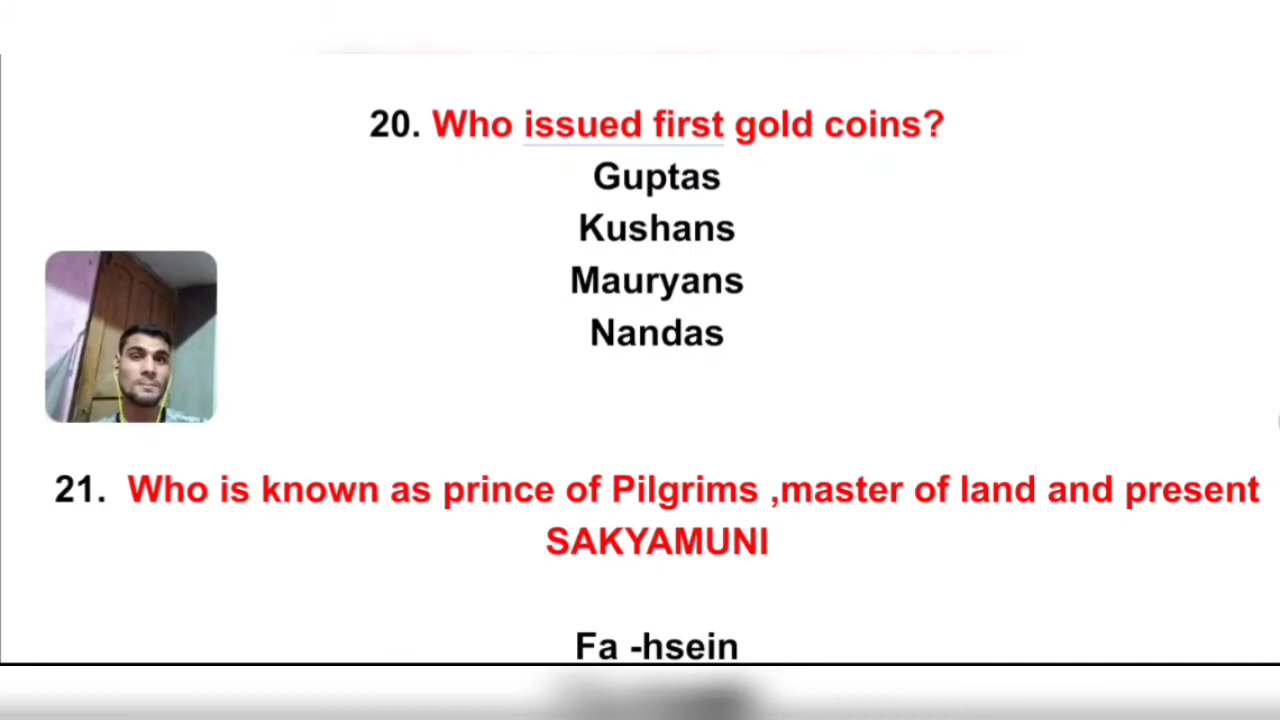 20. Who issued first gold coins?
Guptas
Kushans
Mauryans
Nandas
21. Who is known as prince of Pilgrims ,master of land and present
SAKYAMUNI
Fa -hsein